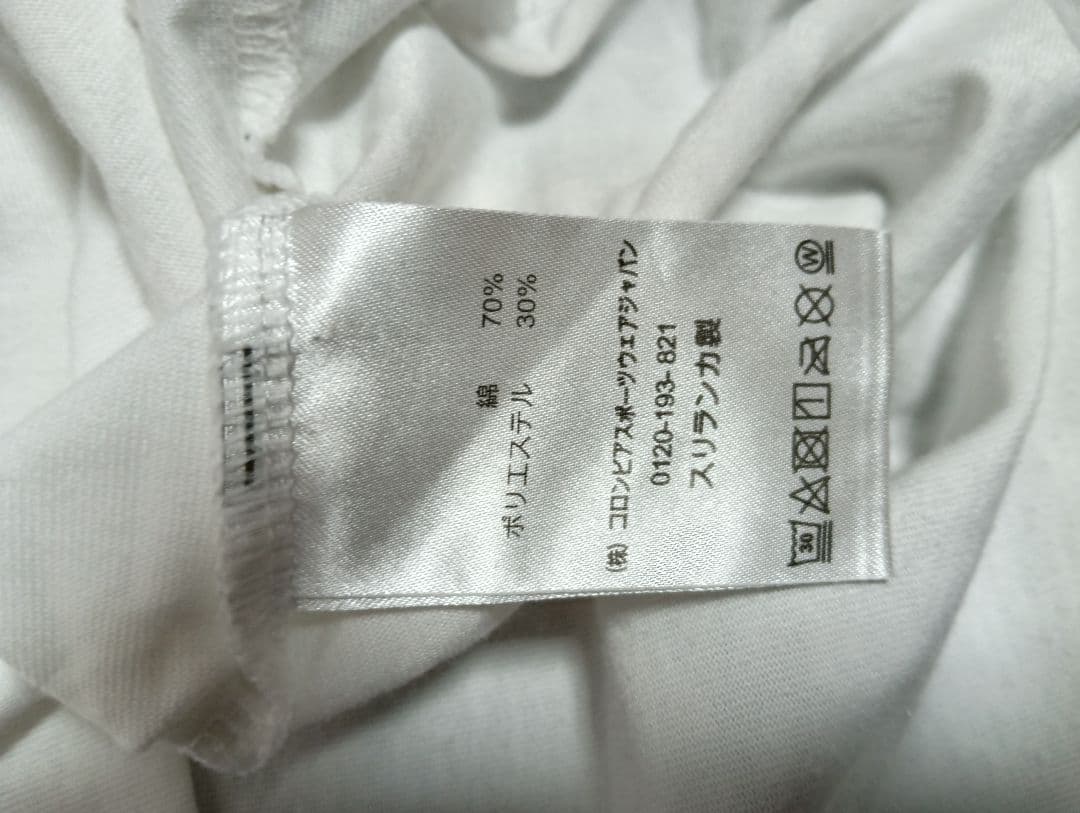 綿 70%
ポリエステル 30%
(株) コロンビアスポーツウェアジャパン
0120-193-821
スリランカ製
30 W